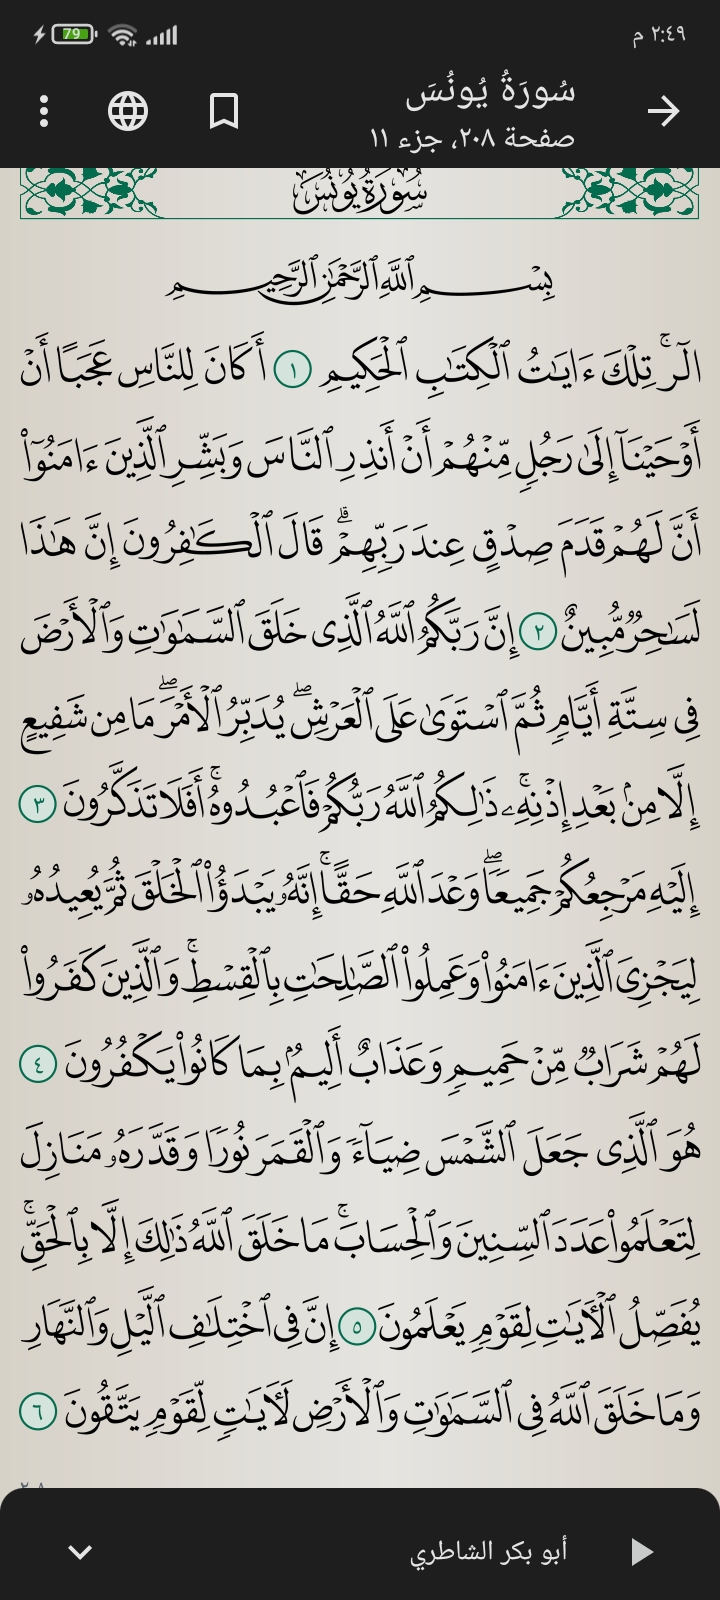 ٢:٤٩ م
79
سُورَةُ يُونُسَ
صفحة ٢٠٨، جزء ١١
سُورَةُ يُونُسَ
بِسْمِ ٱللَّهِ ٱلرَّحْمَٰنِ ٱلرَّحِيمِ
الٓرۚ تِلْكَ ءَايَٰتُ ٱلْكِتَٰبِ ٱلْحَكِيمِ ١ أَكَانَ لِلنَّاسِ عَجَبًا أَنْ
أَوْحَيْنَآ إِلَىٰ رَجُلٍ مِّنْهُمْ أَنْ أَنذِرِ ٱلنَّاسَ وَبَشِّرِ ٱلَّذِينَ ءَامَنُوٓا۟
أَنَّ لَهُمْ قَدَمَ صِدْقٍ عِندَ رَبِّهِمْۗ قَالَ ٱلْكَٰفِرُونَ إِنَّ هَٰذَا
لَسَٰحِرٌ مُّبِينٌ ٢ إِنَّ رَبَّكُمُ ٱللَّهُ ٱلَّذِى خَلَقَ ٱلسَّمَٰوَٰتِ وَٱلْأَرْضَ
فِى سِتَّةِ أَيَّامٍ ثُمَّ ٱسْتَوَىٰ عَلَى ٱلْعَرْشِۖ يُدَبِّرُ ٱلْأَمْرَۖ مَا مِن شَفِيعٍ
إِلَّا مِنۢ بَعْدِ إِذْنِهِۦۚ ذَٰلِكُمُ ٱللَّهُ رَبُّكُمْ فَٱعْبُدُوهُۚ أَفَلَا تَذَكَّرُونَ ٣
إِلَيْهِ مَرْجِعُكُمْ جَمِيعًاۖ وَعْدَ ٱللَّهِ حَقًّاۚ إِنَّهُۥ يَبْدَؤُا۟ ٱلْخَلْقَ ثُمَّ يُعِيدُهُۥ
لِيَجْزِىَ ٱلَّذِينَ ءَامَنُوا۟ وَعَمِلُوا۟ ٱلصَّٰلِحَٰتِ بِٱلْقِسْطِۚ وَٱلَّذِينَ كَفَرُوا۟
لَهُمْ شَرَابٌ مِّنْ حَمِيمٍ وَعَذَابٌ أَلِيمٌۢ بِمَا كَانُوا۟ يَكْفُرُونَ ٤
هُوَ ٱلَّذِى جَعَلَ ٱلشَّمْسَ ضِيَآءً وَٱلْقَمَرَ نُورًا وَقَدَّرَهُۥ مَنَازِلَ
لِتَعْلَمُوا۟ عَدَدَ ٱلسِّنِينَ وَٱلْحِسَابَۚ مَا خَلَقَ ٱللَّهُ ذَٰلِكَ إِلَّا بِٱلْحَقِّۚ
يُفَصِّلُ ٱلْءَايَٰتِ لِقَوْمٍ يَعْلَمُونَ ٥ إِنَّ فِى ٱخْتِلَٰفِ ٱلَّيْلِ وَٱلنَّهَارِ
وَمَا خَلَقَ ٱللَّهُ فِى ٱلسَّمَٰوَٰتِ وَٱلْأَرْضِ لَءَايَٰتٍ لِّقَوْمٍ يَتَّقُونَ ٦
أبو بكر الشاطري